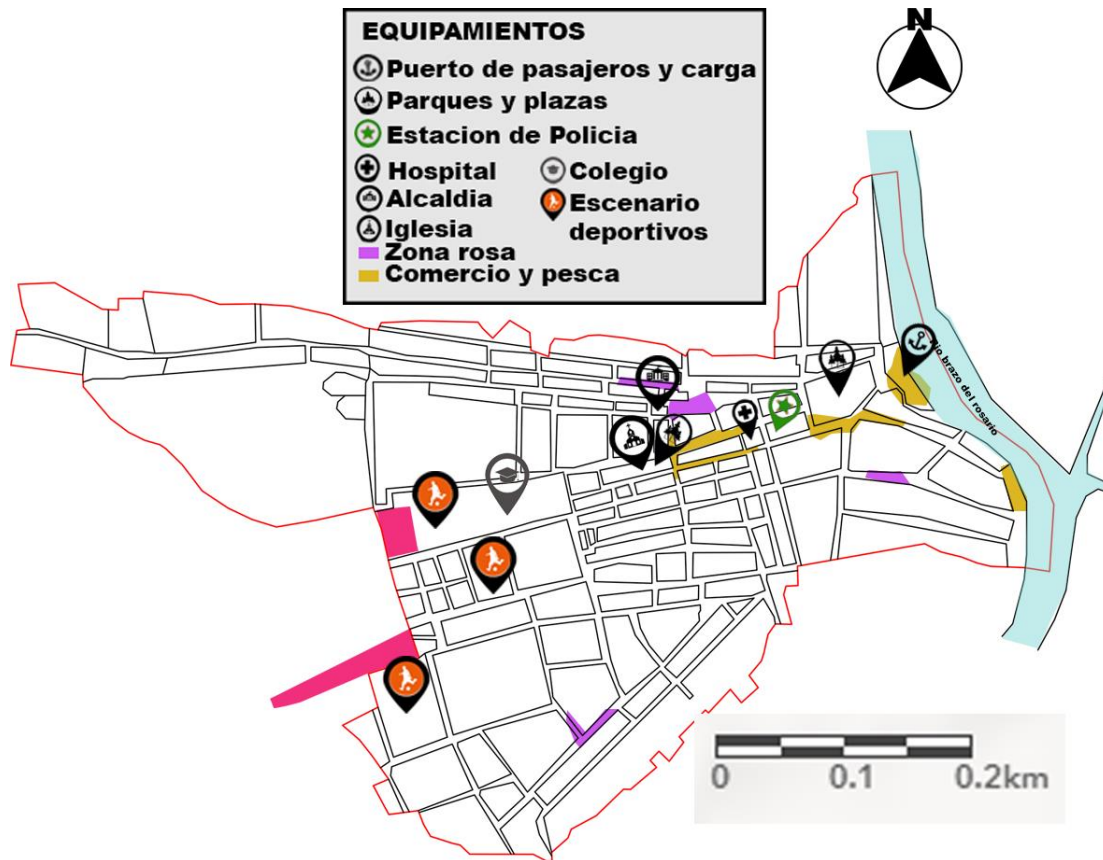 EQUIPAMIENTOS
Puerto de pasajeros y carga
Parques y plazas
Estacion de Policia
Hospital
Colegio
Alcaldia
Escenario
deportivos
Iglesia
Zona rosa
Comercio y pesca
N
Rio brazo del rosario
0 0.1 0.2km